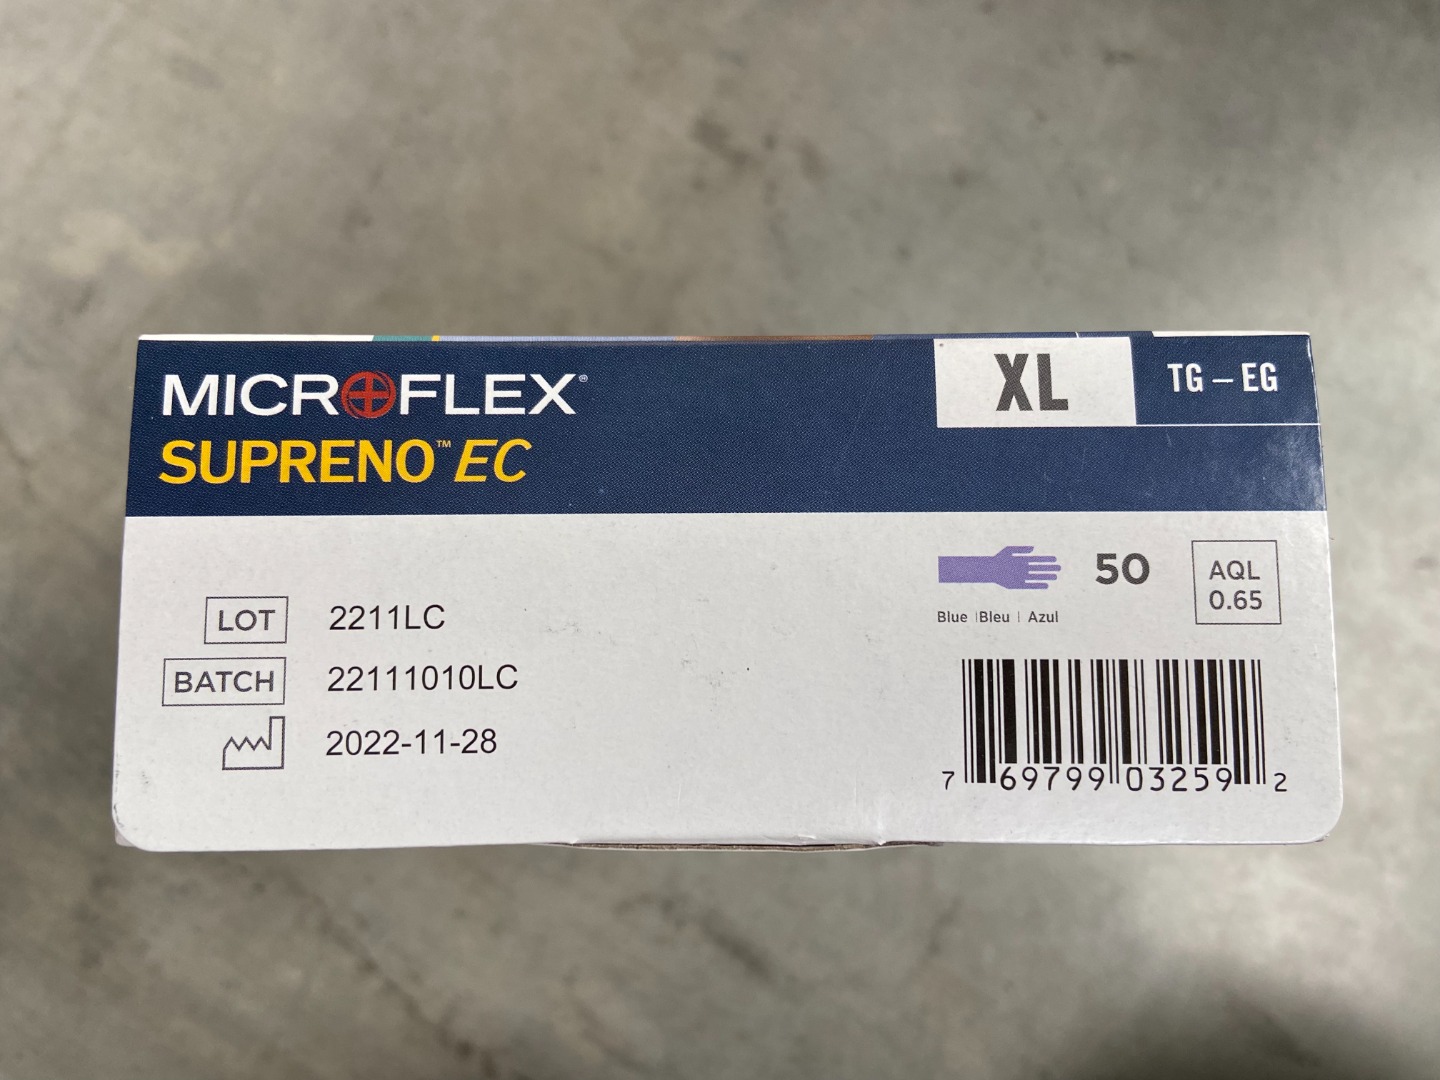 MICROFLEX®
SUPRENO™ EC
XL
TG – EG
50
AQL
0.65
Blue | Bleu | Azul
LOT 2211LC
BATCH 22111010LC
2022-11-28
7 69799 03259 2